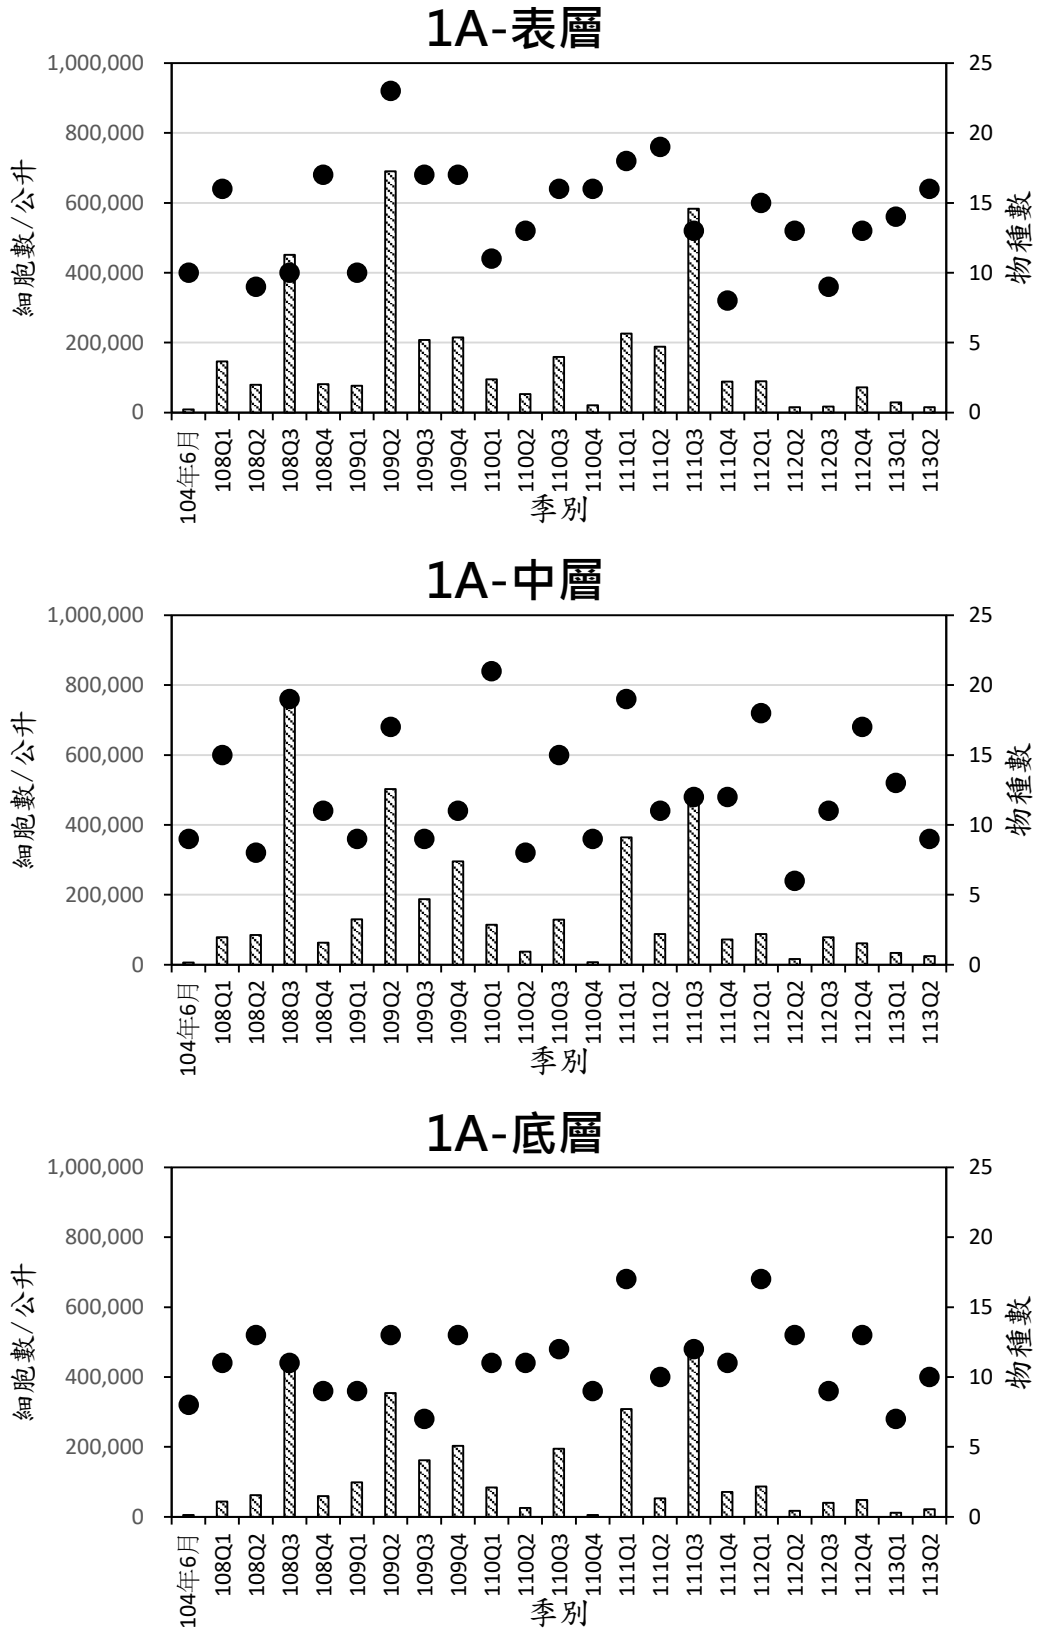 1A-表層
1,000,000
800,000
600,000
400,000
200,000
0
細胞數/公升
25
20
15
10
5
0
物種數
104年6月
108Q1
108Q2
108Q3
108Q4
109Q1
109Q2
109Q3
109Q4
110Q1
110Q2
110Q3
110Q4
111Q1
111Q2
111Q3
111Q4
112Q1
112Q2
112Q3
112Q4
113Q1
113Q2
季別
1A-中層
1,000,000
800,000
600,000
400,000
200,000
0
細胞數/公升
25
20
15
10
5
0
物種數
104年6月
108Q1
108Q2
108Q3
108Q4
109Q1
109Q2
109Q3
109Q4
110Q1
110Q2
110Q3
110Q4
111Q1
111Q2
111Q3
111Q4
112Q1
112Q2
112Q3
112Q4
113Q1
113Q2
季別
1A-底層
1,000,000
800,000
600,000
400,000
200,000
0
細胞數/公升
25
20
15
10
5
0
物種數
104年6月
108Q1
108Q2
108Q3
108Q4
109Q1
109Q2
109Q3
109Q4
110Q1
110Q2
110Q3
110Q4
111Q1
111Q2
111Q3
111Q4
112Q1
112Q2
112Q3
112Q4
113Q1
113Q2
季別